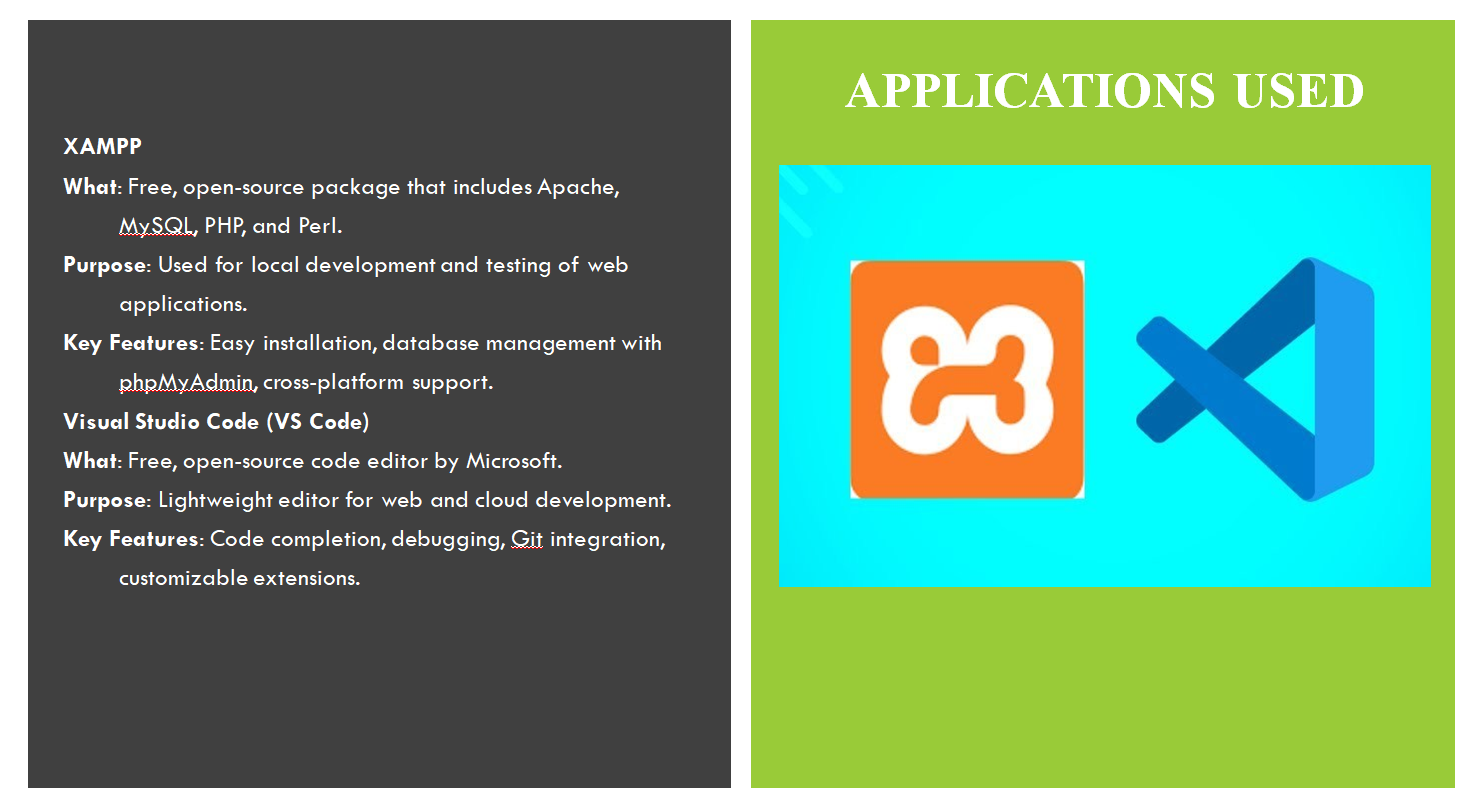 XAMPP
What: Free, open-source package that includes Apache,
MySQL, PHP, and Perl.
Purpose: Used for local development and testing of web
applications.
Key Features: Easy installation, database management with
phpMyAdmin, cross-platform support.
Visual Studio Code (VS Code)
What: Free, open-source code editor by Microsoft.
Purpose: Lightweight editor for web and cloud development.
Key Features: Code completion, debugging, Git integration,
customizable extensions.
APPLICATIONS USED